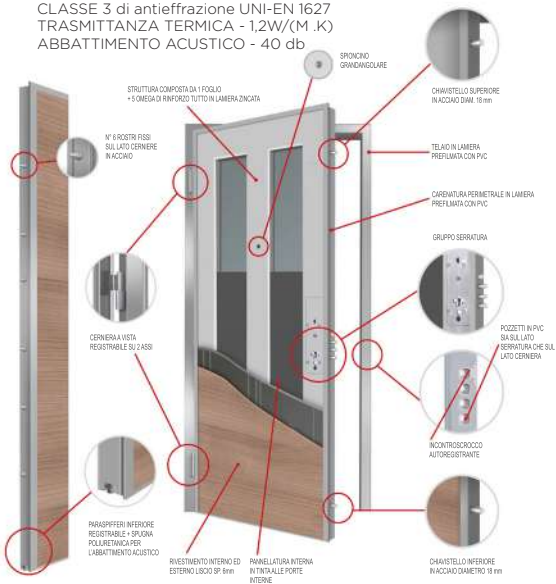 CLASSE 3 di antieffrazione UNI-EN 1627
TRASMITTANZA TERMICA - 1,2W/(M .K)
ABBATTIMENTO ACUSTICO - 40 db
SPIONCINO
GRANDANGOLARE
STRUTTURA COMPOSTA DA 1 FOGLIO
+ 5 OMEGA DI RINFORZO TUTTO IN LAMIERA ZINCATA
CHIAVISTELLO SUPERIORE
IN ACCAIO DIAM. 18 mm
N° 6 ROSTRI FISSI
SUL LATO CERNIERE
IN ACCIAIO
TELAIO IN LAMIERA
PREFILMATA CON PVC
CARENATURA PERIMETRALE IN LAMIERA
PREFILMATA CON PVC
GRUPPO SERRATURA
CERNIERA A VISTA
REGISTRABILE SU 2 ASSI
POZZETTI IN PVC
SIA SUL LATO
SERRATURA CHE SUL
LATO CERNIERA
INCONTROSCROCCO
AUTOREGISTRANTE
PARASPIFFERI INFERIORE
REGISTRABILE + SPUGNA
POLIURETANICA PER
L'ABBATTIMENTO ACUSTICO
RIVESTIMENTO INTERNO ED
ESTERNO LISCIO SP. 6mm
PANNELLATURA INTERNA
IN TINTA ALLE PORTE
INTERNE
CHIAVISTELLO INFERIORE
IN ACCIAO DIAMETRO 18 mm